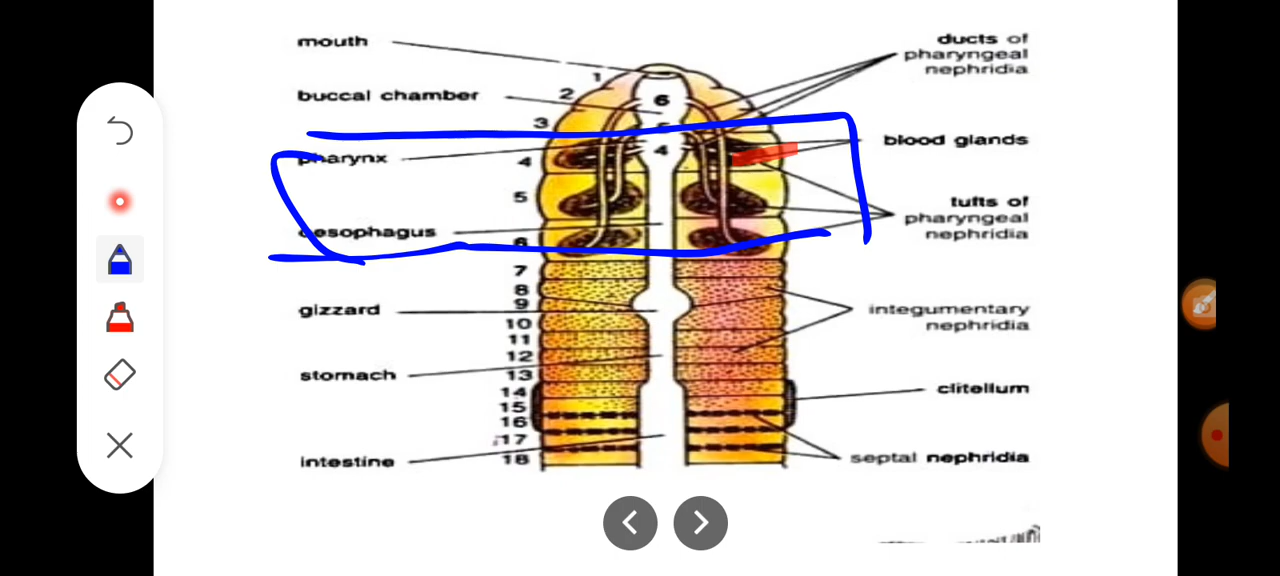 mouth
buccal chamber
pharynx
oesophagus
gizzard
stomach
intestine
1
2
3
4
5
6
7
8
9
10
11
12
13
14
15
16
17
18
6
4
ducts of
pharyngeal
nephridia
blood glands
tufts of
pharyngeal
nephridia
integumentary
nephridia
clitellum
septal nephridia